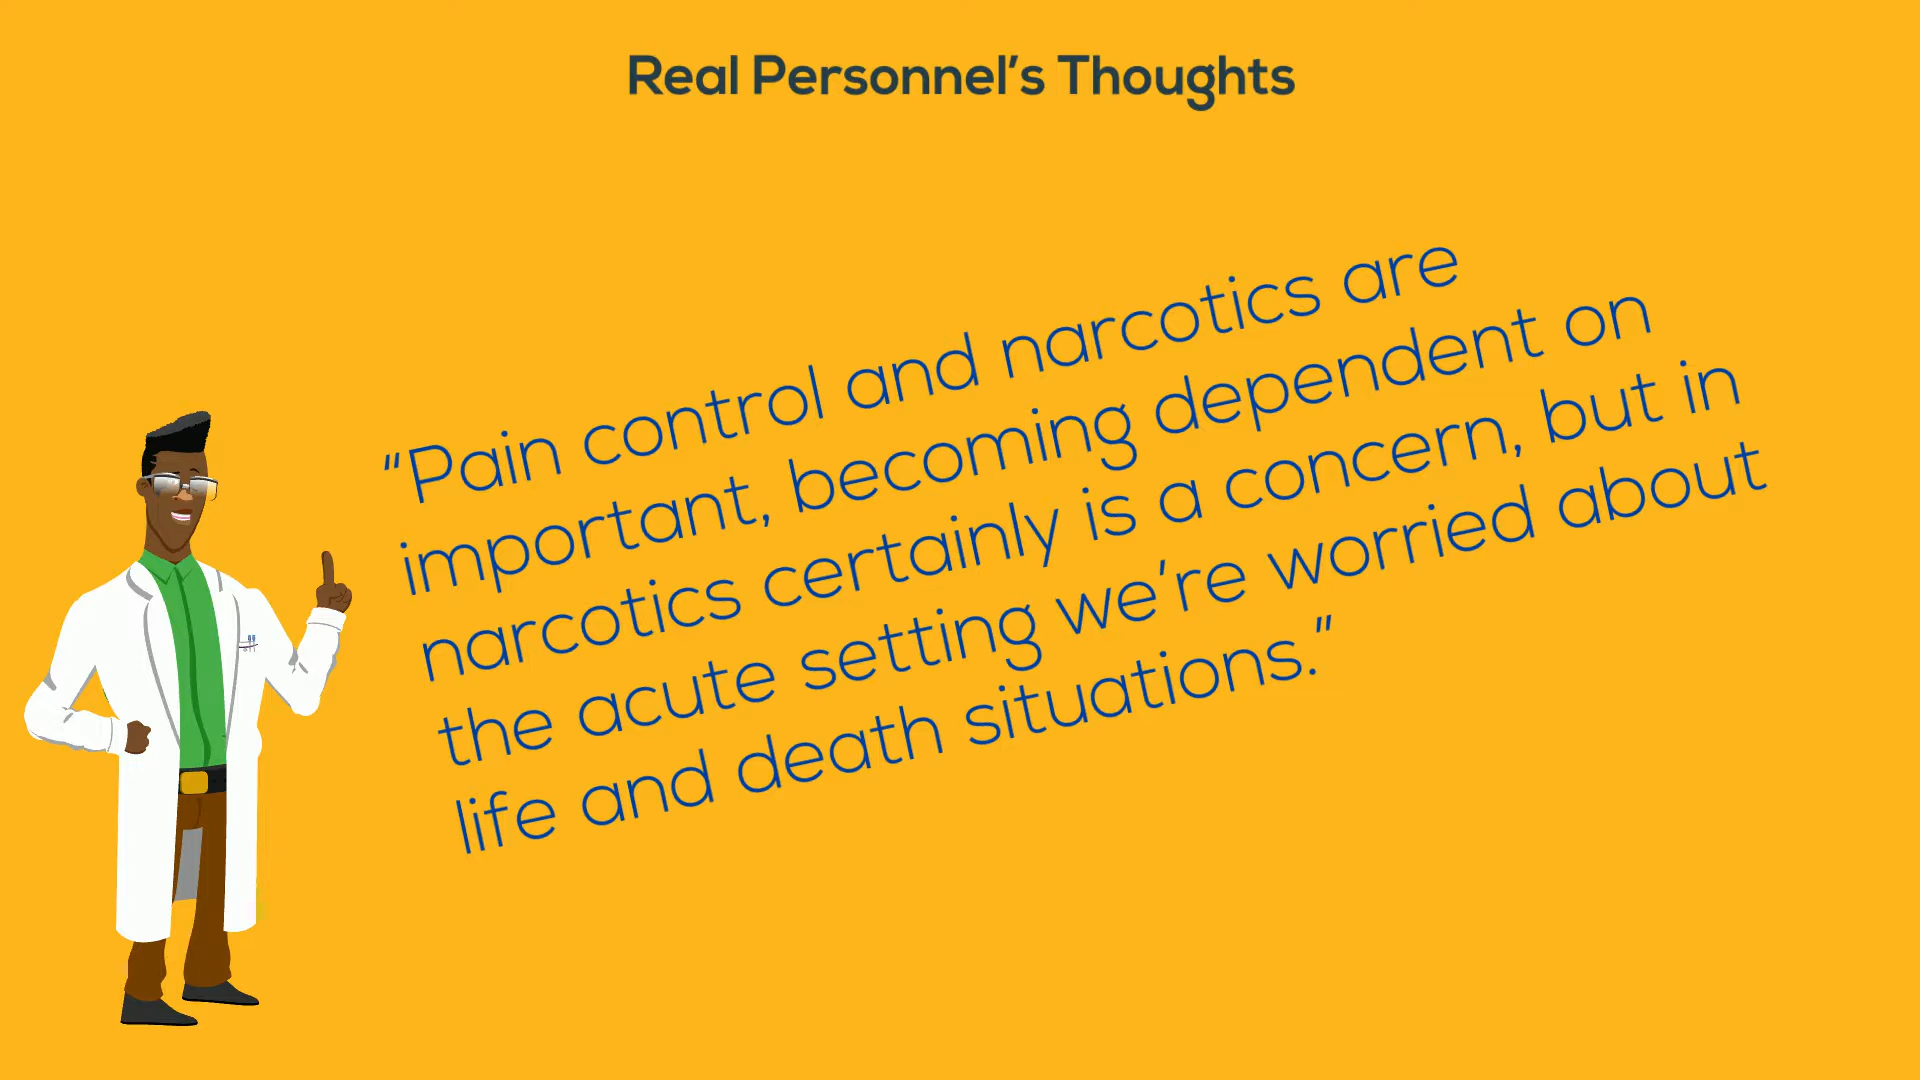 Real Personnel’s Thoughts
“Pain control and narcotics are
important, becoming dependent on
narcotics certainly is a concern, but in
the acute setting we’re worried about
life and death situations.”